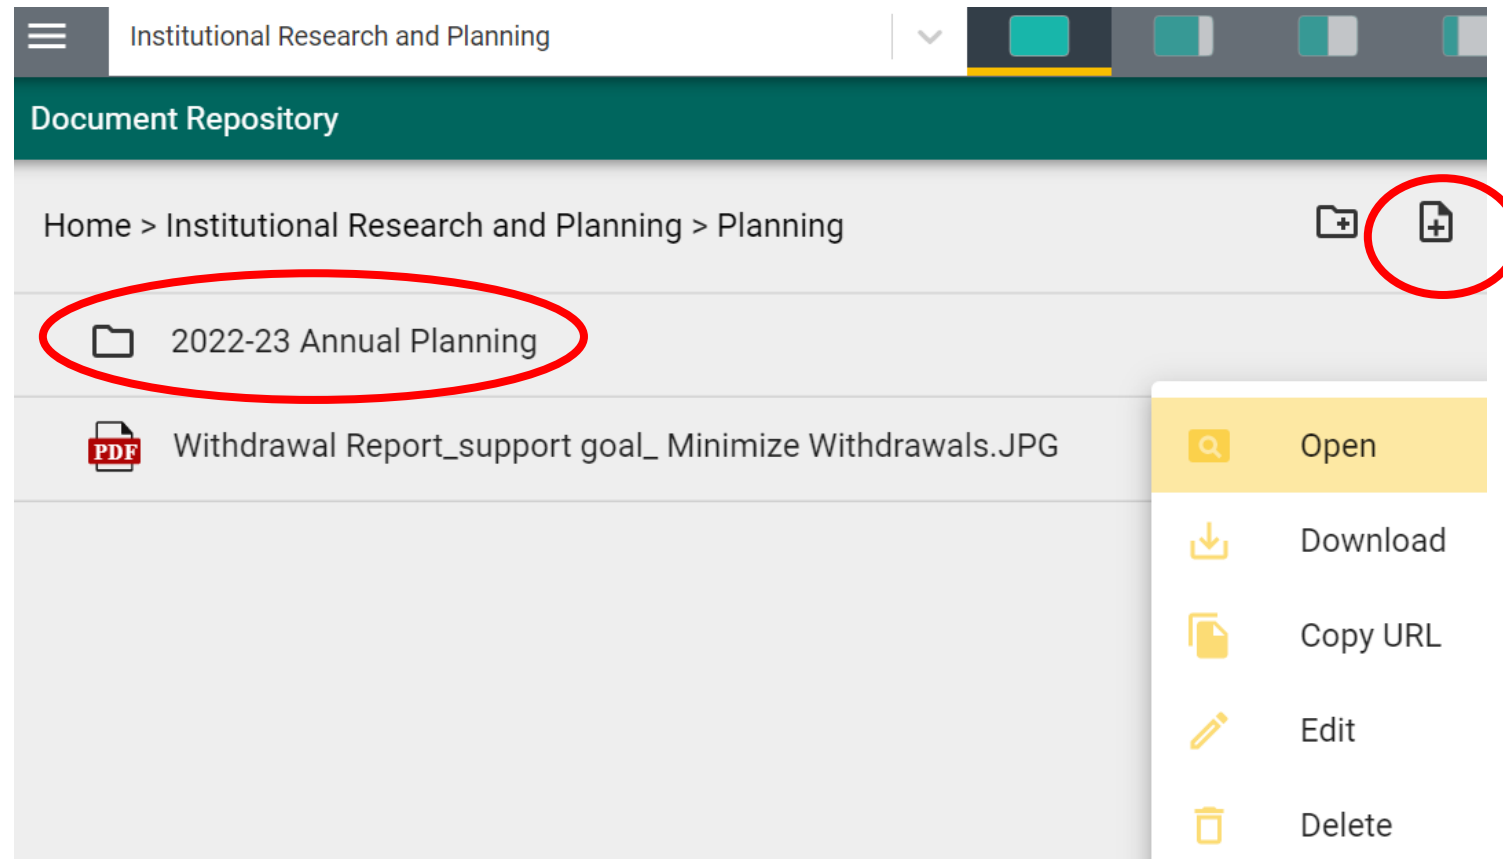 Institutional Research and Planning
Document Repository
Home > Institutional Research and Planning > Planning
2022-23 Annual Planning
PDF Withdrawal Report_support goal_ Minimize Withdrawals.JPG
Open
Download
Copy URL
Edit
Delete